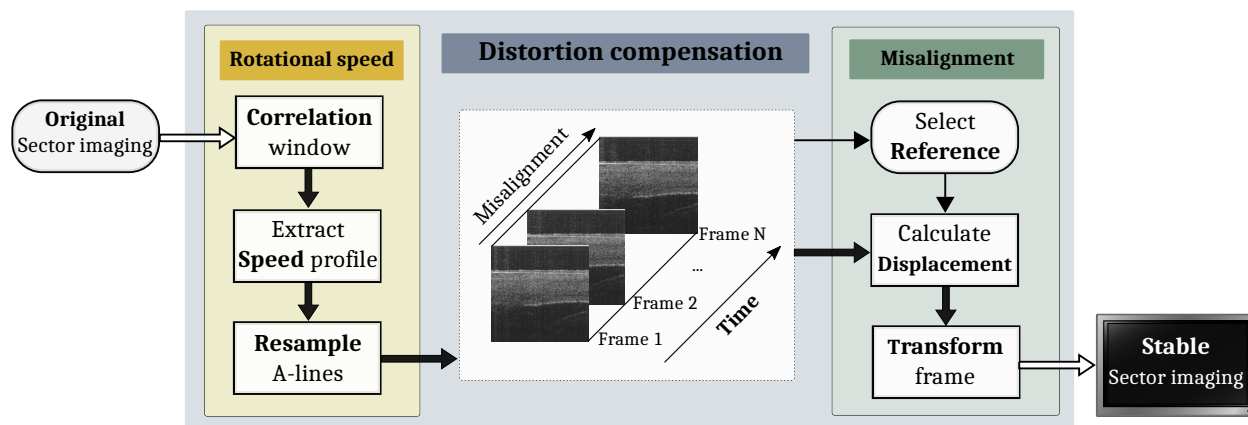 Distortion compensation
Original
Sector imaging
Rotational speed
Correlation
window
Extract
Speed profile
Resample
A-lines
Misalignment
Frame 1
Frame 2
...
Frame N
Time
Misalignment
Select
Reference
Calculate
Displacement
Transform
frame
Stable
Sector imaging